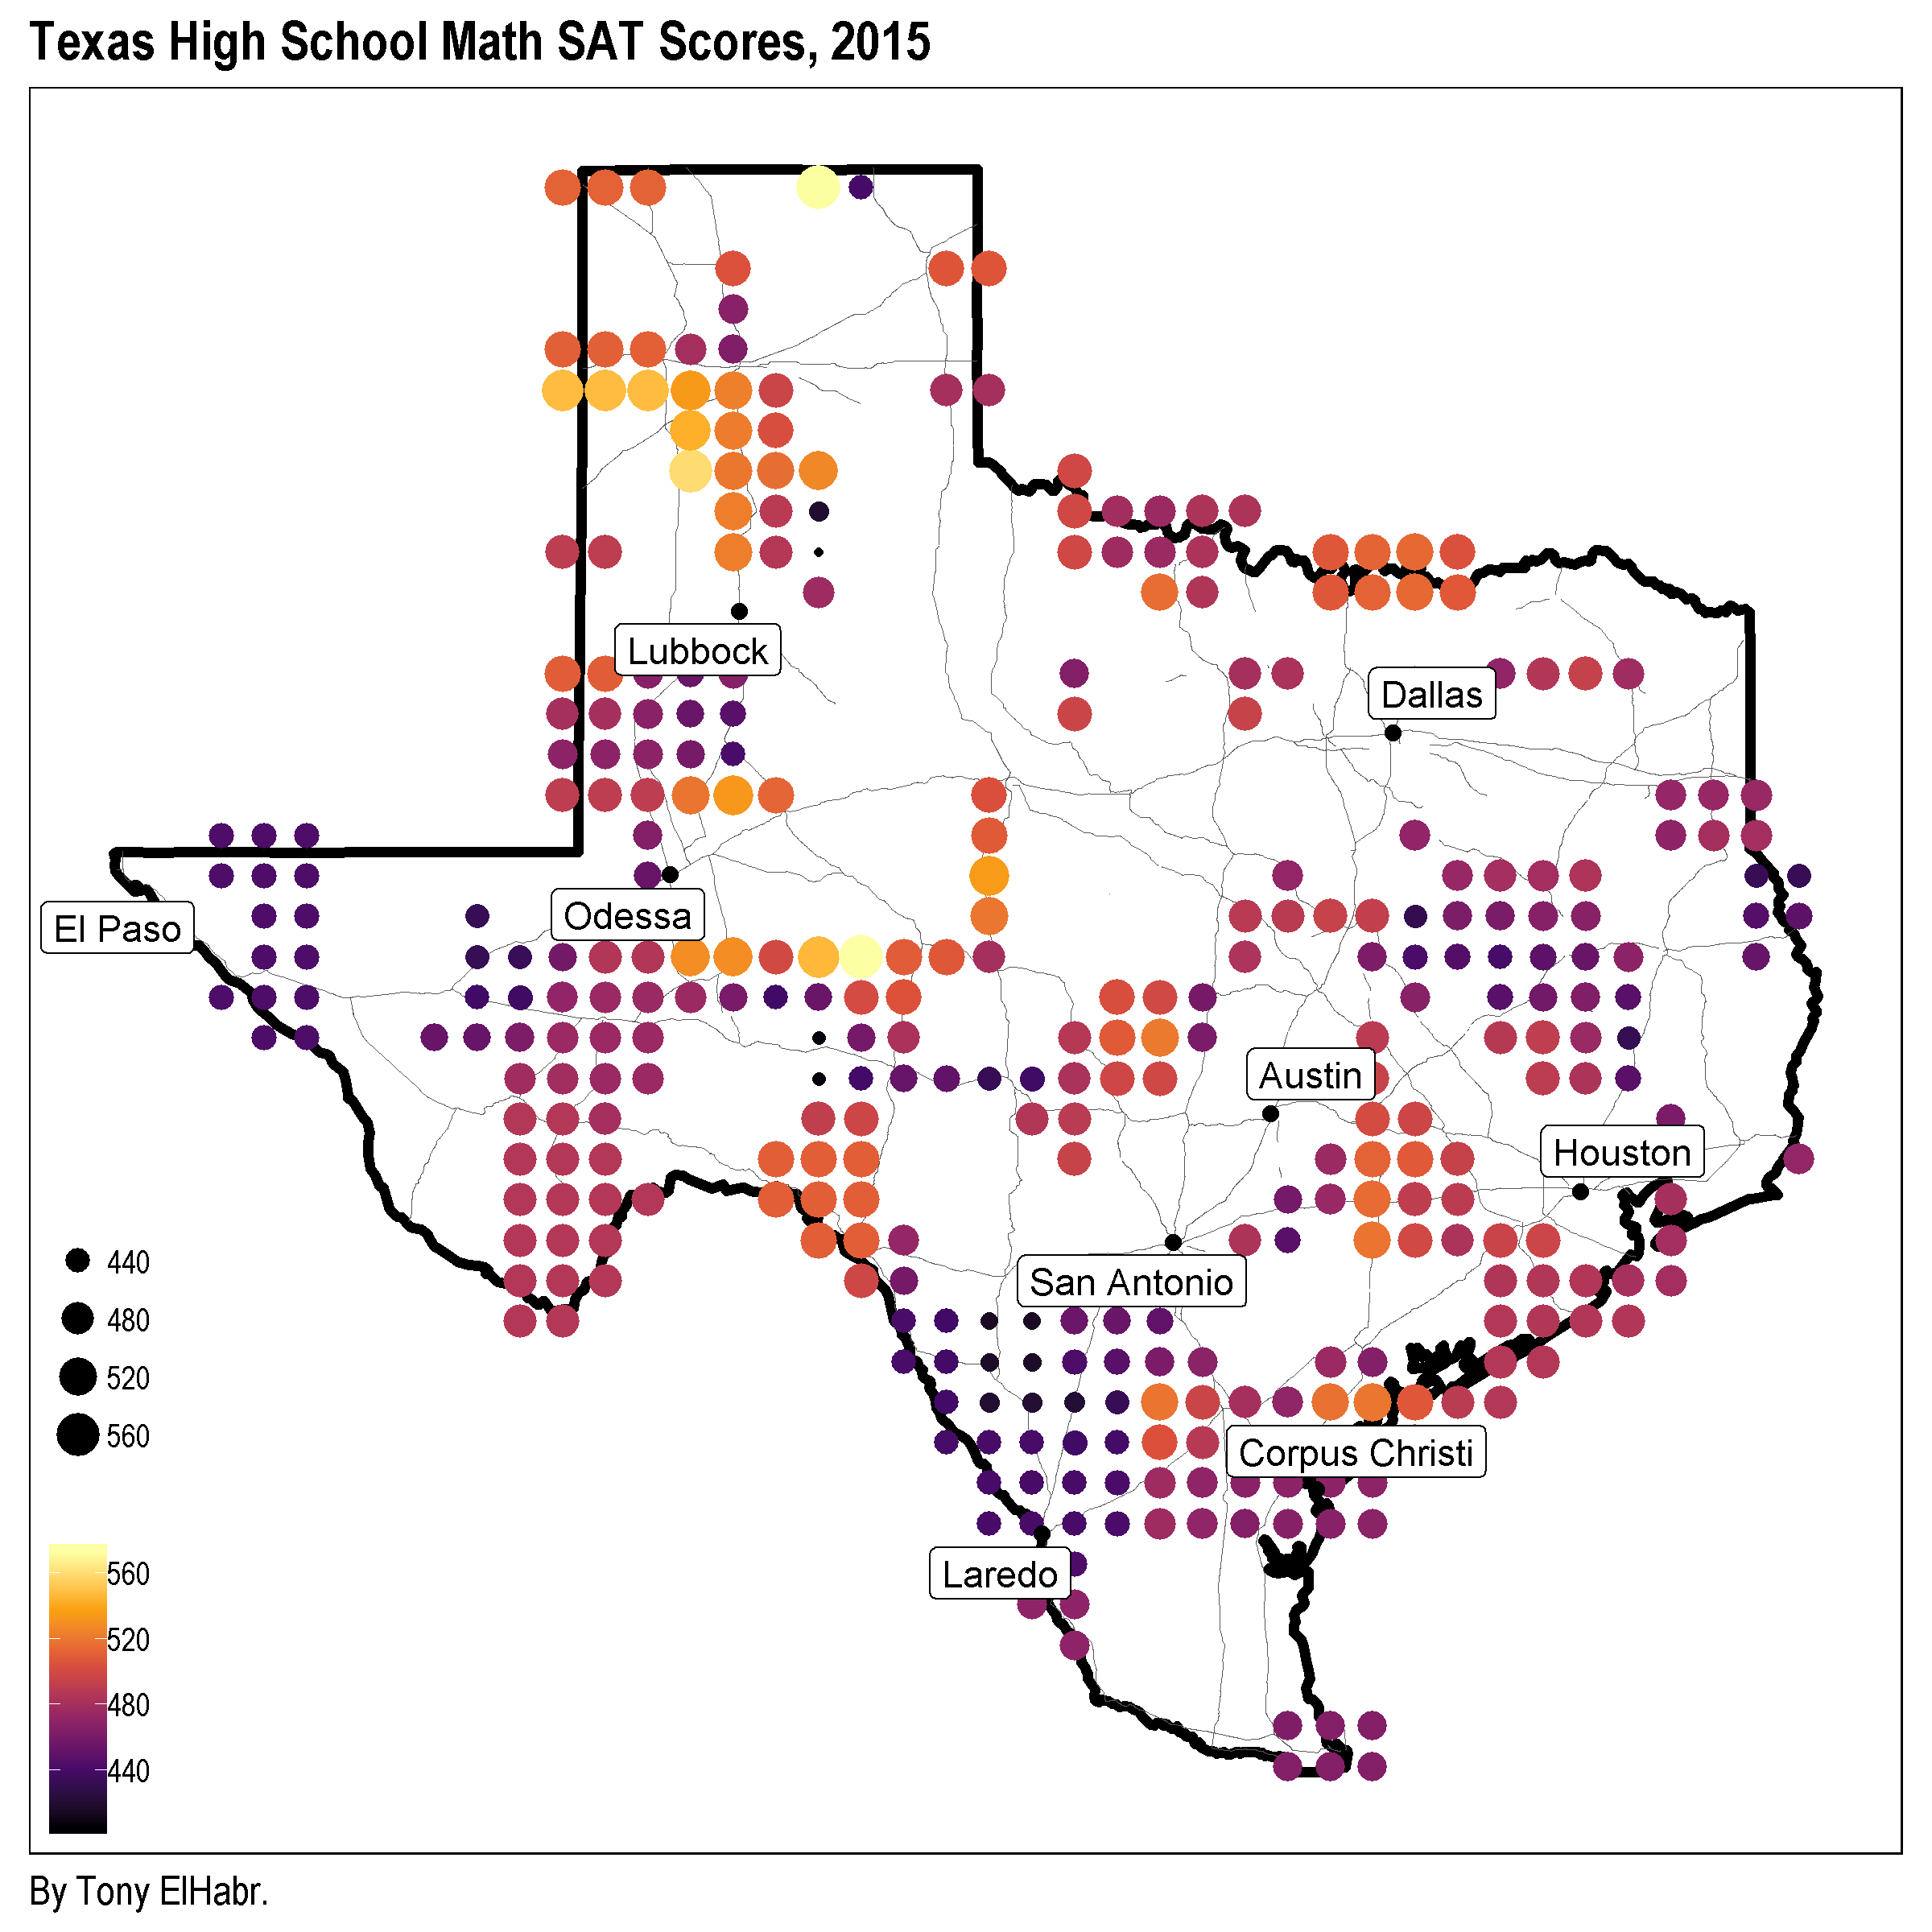 Texas High School Math SAT Scores, 2015
Lubbock
Dallas
El Paso
Odessa
Austin
Houston
San Antonio
Corpus Christi
Laredo
440
480
520
560
560
520
480
440
By Tony ElHabr.